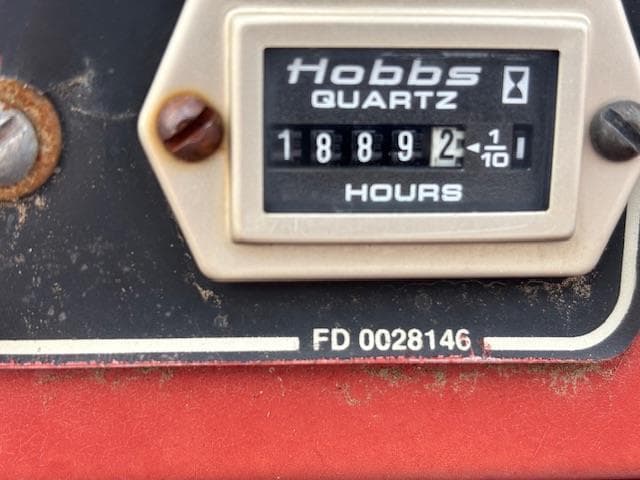 Hobbs
QUARTZ
1 8 8 9 2 ◄ 1/10
HOURS
FD 0028146